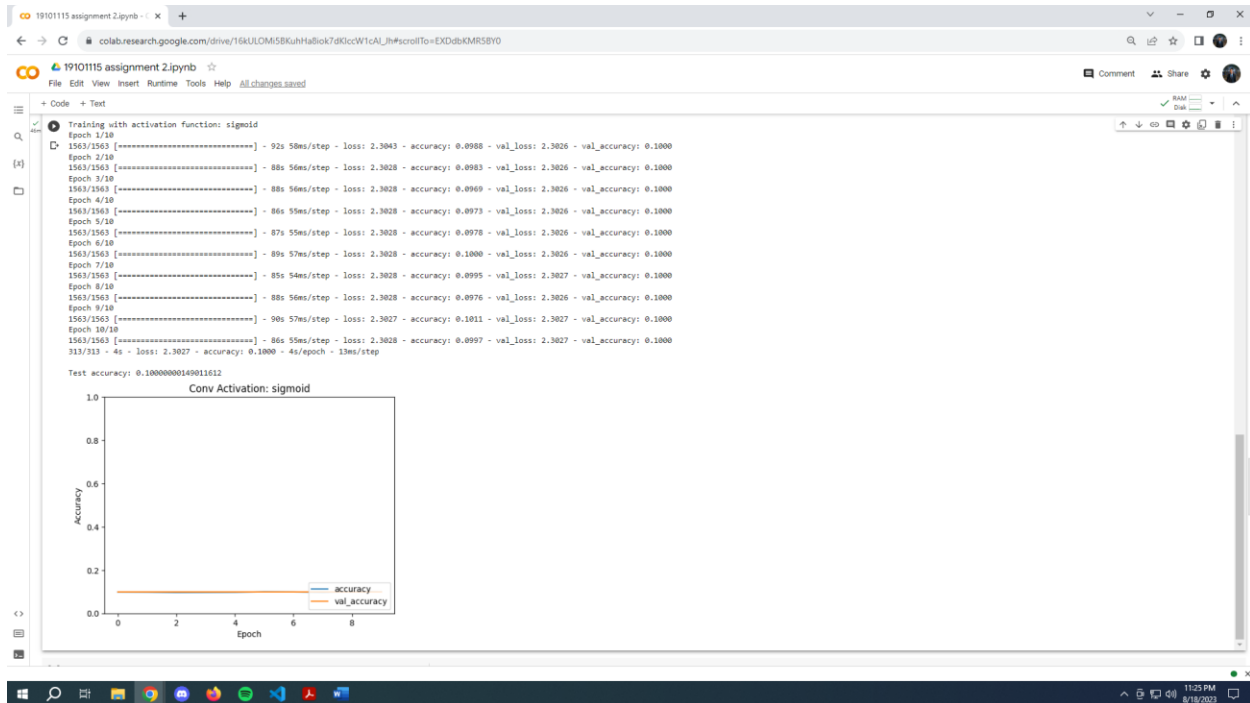 19101115 assignment 2.ipynb - C
colab.research.google.com/drive/16kULOMi5BKuhHa8iok7dKlccW1cAl_Jh#scrollTo=EXDdbKMR5BY0
CO 19101115 assignment 2.ipynb
Comment Share
File Edit View Insert Runtime Tools Help All changes saved
+ Code + Text
RAM
Disk
46m
Training with activation function: sigmoid
Epoch 1/10
1563/1563 [==============================] - 92s 58ms/step - loss: 2.3043 - accuracy: 0.0988 - val_loss: 2.3026 - val_accuracy: 0.1000
Epoch 2/10
1563/1563 [==============================] - 88s 56ms/step - loss: 2.3028 - accuracy: 0.0983 - val_loss: 2.3026 - val_accuracy: 0.1000
Epoch 3/10
1563/1563 [==============================] - 88s 56ms/step - loss: 2.3028 - accuracy: 0.0969 - val_loss: 2.3026 - val_accuracy: 0.1000
Epoch 4/10
1563/1563 [==============================] - 86s 55ms/step - loss: 2.3028 - accuracy: 0.0973 - val_loss: 2.3026 - val_accuracy: 0.1000
Epoch 5/10
1563/1563 [==============================] - 87s 55ms/step - loss: 2.3028 - accuracy: 0.0978 - val_loss: 2.3026 - val_accuracy: 0.1000
Epoch 6/10
1563/1563 [==============================] - 89s 57ms/step - loss: 2.3028 - accuracy: 0.1000 - val_loss: 2.3026 - val_accuracy: 0.1000
Epoch 7/10
1563/1563 [==============================] - 85s 54ms/step - loss: 2.3028 - accuracy: 0.0995 - val_loss: 2.3027 - val_accuracy: 0.1000
Epoch 8/10
1563/1563 [==============================] - 88s 56ms/step - loss: 2.3028 - accuracy: 0.0976 - val_loss: 2.3026 - val_accuracy: 0.1000
Epoch 9/10
1563/1563 [==============================] - 90s 57ms/step - loss: 2.3027 - accuracy: 0.1011 - val_loss: 2.3027 - val_accuracy: 0.1000
Epoch 10/10
1563/1563 [==============================] - 86s 55ms/step - loss: 2.3028 - accuracy: 0.0997 - val_loss: 2.3027 - val_accuracy: 0.1000
313/313 - 4s - loss: 2.3027 - accuracy: 0.1000 - 4s/epoch - 13ms/step
Test accuracy: 0.10000000149011612
Conv Activation: sigmoid
1.0
0.8
0.6
0.4
0.2
0.0
Accuracy
accuracy
val_accuracy
0 2 4 6 8
Epoch
11:25 PM
8/18/2023